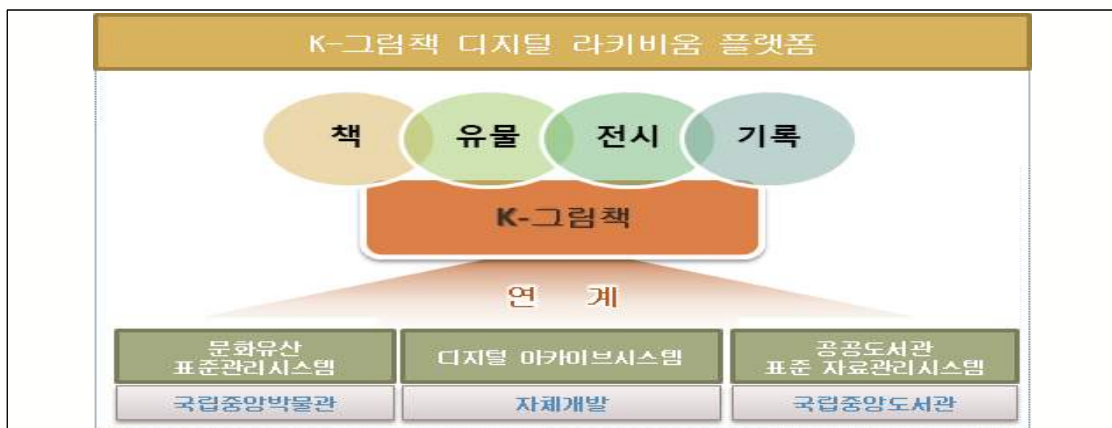 K-그림책 디지털 라키비움 플랫폼
책 유물 전시 기록
K-그림책
연 계
문화유산
표준관리시스템
디지털 아카이브시스템
공공도서관
표준 자료관리시스템
국립중앙박물관
자체개발
국립중앙도서관